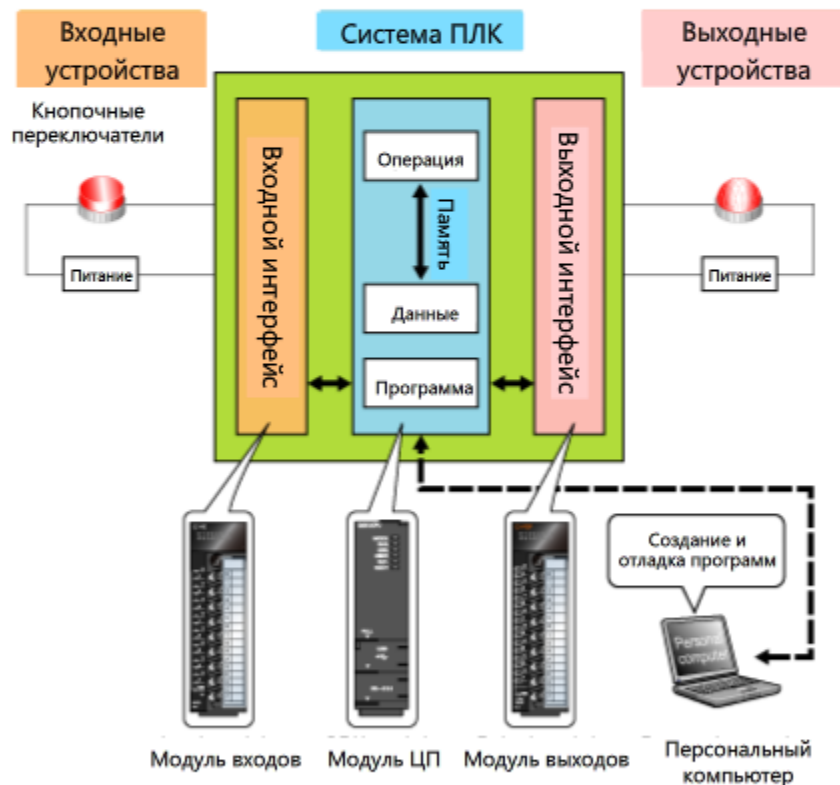 Входные
устройства
Система ПЛК
Выходные
устройства
Кнопочные
переключатели
Питание
Входной интерфейс
Операция
Память
Данные
Программа
Выходной интерфейс
Питание
Создание и
отладка программ
Personal
computer
Модуль входов
Модуль ЦП
Модуль выходов
Персональный
компьютер